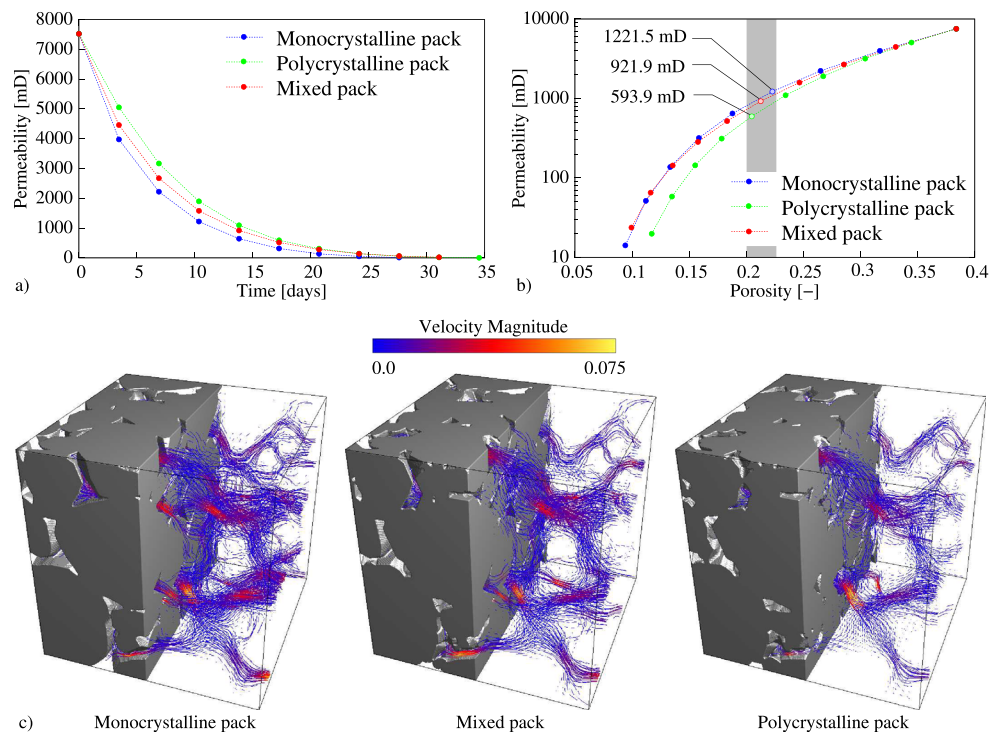 8000
7000
6000
5000
4000
3000
2000
1000
0
Permeability [mD]
Monocrystalline pack
Polycrystalline pack
Mixed pack
0 5 10 15 20 25 30 34.5
Time [days]
a)
10000
1000
100
10
Permeability [mD]
1221.5 mD
921.9 mD
593.9 mD
Monocrystalline pack
Polycrystalline pack
Mixed pack
0.05 0.1 0.15 0.2 0.25 0.3 0.35 0.4
Porosity [−]
b)
Velocity Magnitude
0.0 0.075
c)
Monocrystalline pack
Mixed pack
Polycrystalline pack